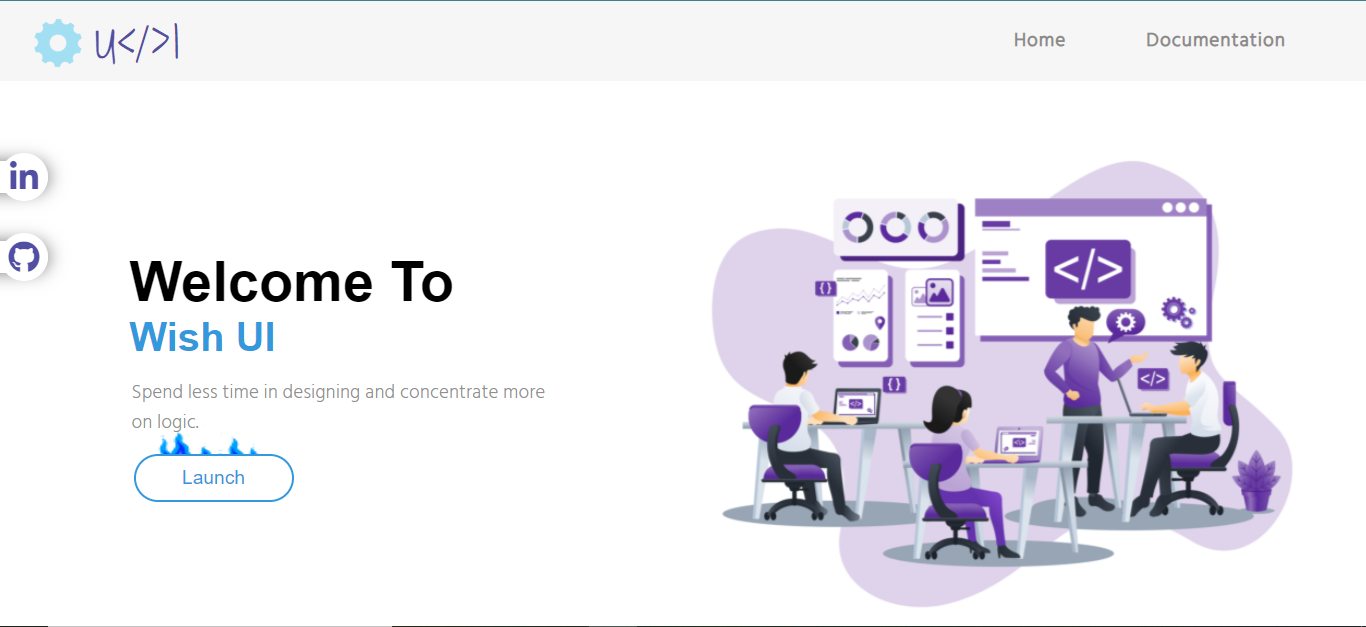 U</>I
Home
Documentation
in
Welcome To
Wish UI
Spend less time in designing and concentrate more
on logic.
Launch
</>
{}
{}
</>
</>
</>